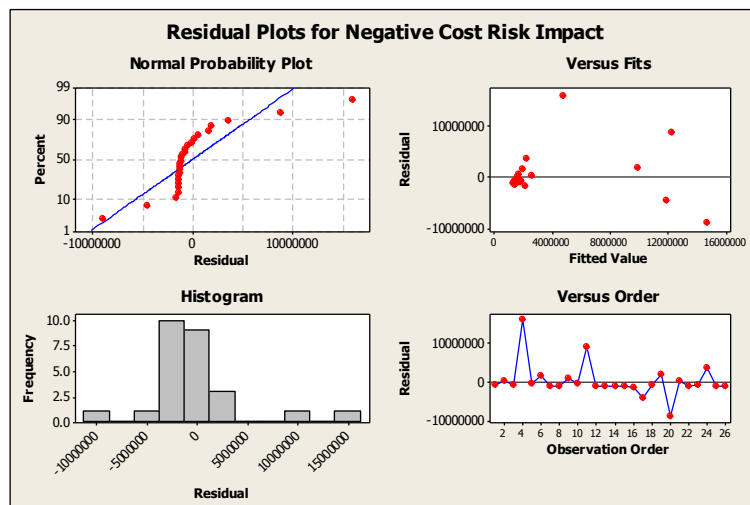 Residual Plots for Negative Cost Risk Impact
Normal Probability Plot
99
90
50
10
1
Percent
-10000000 0 10000000
Residual
Versus Fits
10000000
0
-10000000
Residual
0 4000000 8000000 12000000 16000000
Fitted Value
Histogram
10.0
7.5
5.0
2.5
0.0
Frequency
-10000000 -5000000 0 5000000 10000000 15000000
Residual
Versus Order
10000000
0
-10000000
Residual
2 4 6 8 10 12 14 16 18 20 22 24 26
Observation Order